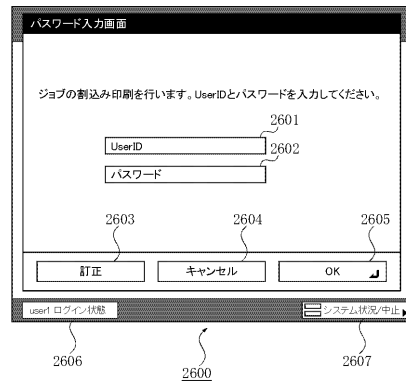 パスワード入力画面
ジョブの割込み印刷を行います。UserIDとパスワードを入力してください。
2601
UserID
2602
パスワード
2603
2604
2605
訂正
キャンセル
OK
user1 ログイン状態
システム状況/中止
2606
2600
2607